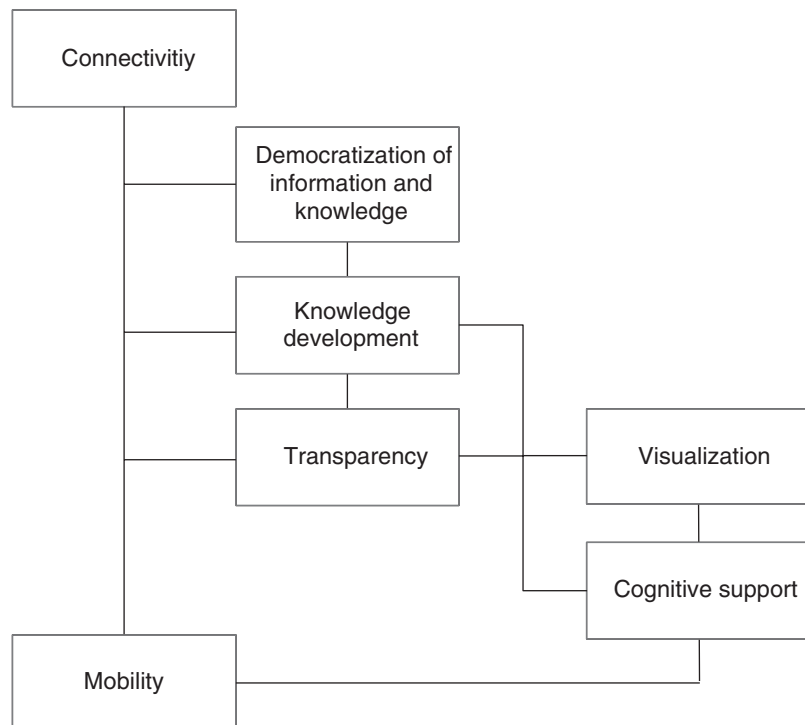 Connectivitiy
Democratization of
information and
knowledge
Knowledge
development
Transparency
Visualization
Cognitive support
Mobility